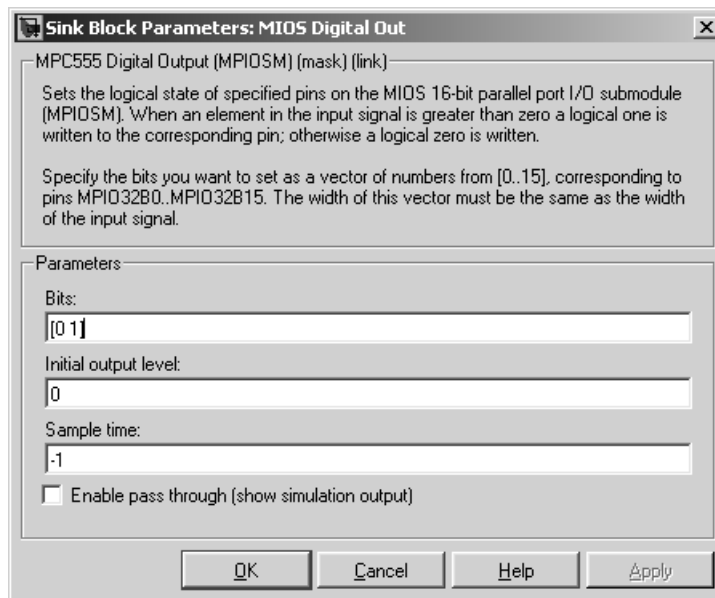 Sink Block Parameters: MIOS Digital Out
MPC555 Digital Output (MPIOSM) (mask) (link)
Sets the logical state of specified pins on the MIOS 16-bit parallel port I/O submodule
(MPIOSM). When an element in the input signal is greater than zero a logical one is
written to the corresponding pin; otherwise a logical zero is written.
Specify the bits you want to set as a vector of numbers from [0..15], corresponding to
pins MPIO32B0..MPIO32B15. The width of this vector must be the same as the width
of the input signal.
Parameters
Bits:
[0 1]
Initial output level:
0
Sample time:
-1
Enable pass through (show simulation output)
OK Cancel Help Apply